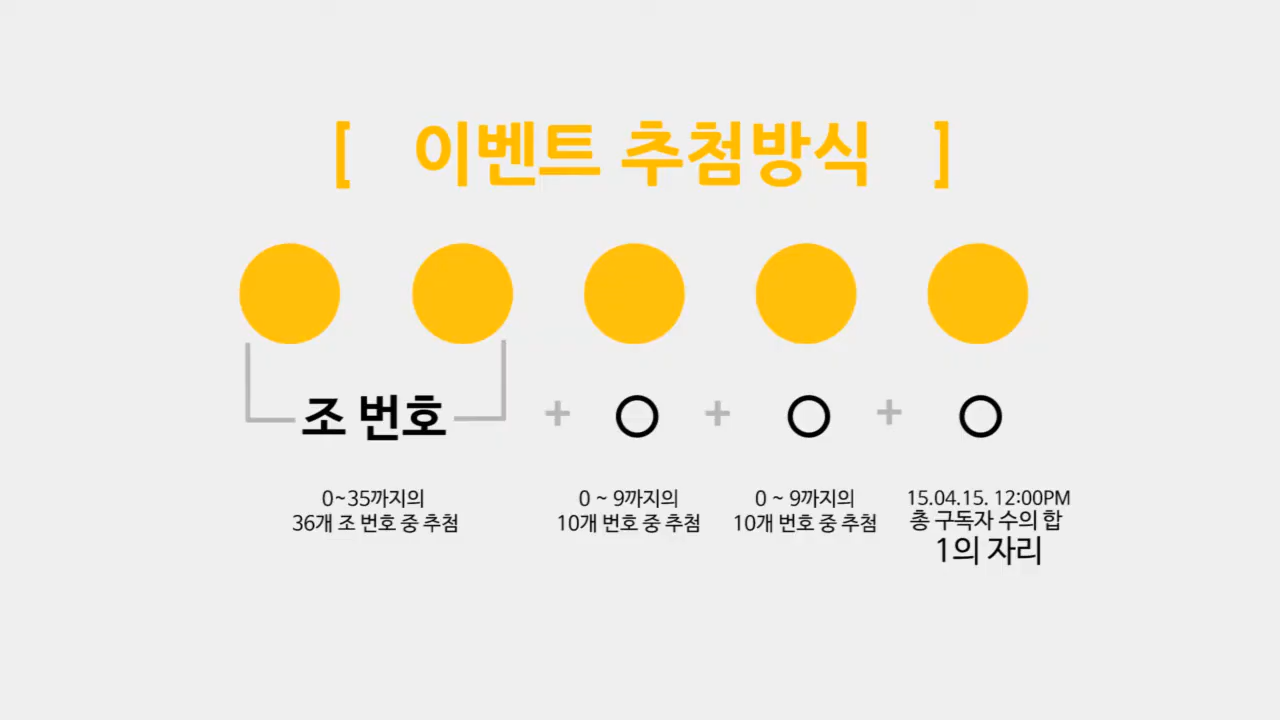 [ 이벤트 추첨방식 ]
조 번호 + O + O + O
0~35까지의
36개 조 번호 중 추첨
0 ~ 9까지의
10개 번호 중 추첨
0 ~ 9까지의
10개 번호 중 추첨
15.04.15. 12:00PM
총 구독자 수의 합
1의 자리